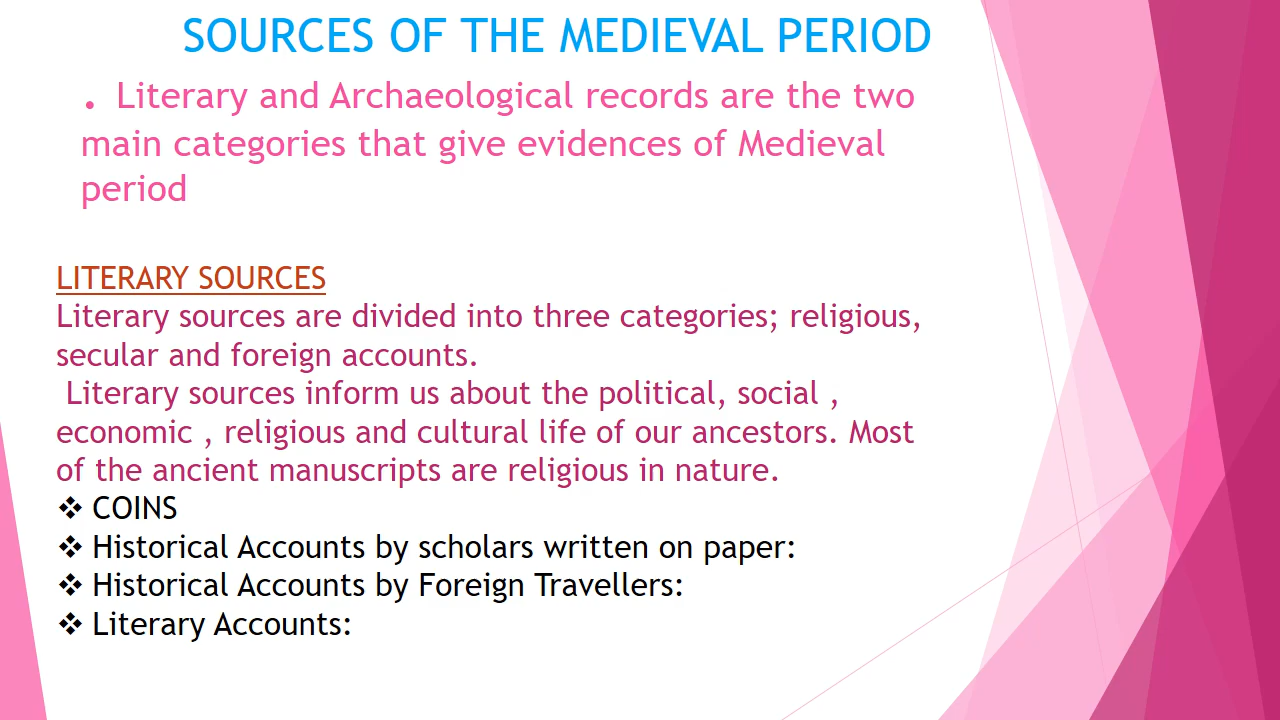 SOURCES OF THE MEDIEVAL PERIOD
. Literary and Archaeological records are the two
main categories that give evidences of Medieval
period
LITERARY SOURCES
Literary sources are divided into three categories; religious,
secular and foreign accounts.
Literary sources inform us about the political, social ,
economic , religious and cultural life of our ancestors. Most
of the ancient manuscripts are religious in nature.
❖ COINS
❖ Historical Accounts by scholars written on paper:
❖ Historical Accounts by Foreign Travellers:
❖ Literary Accounts: